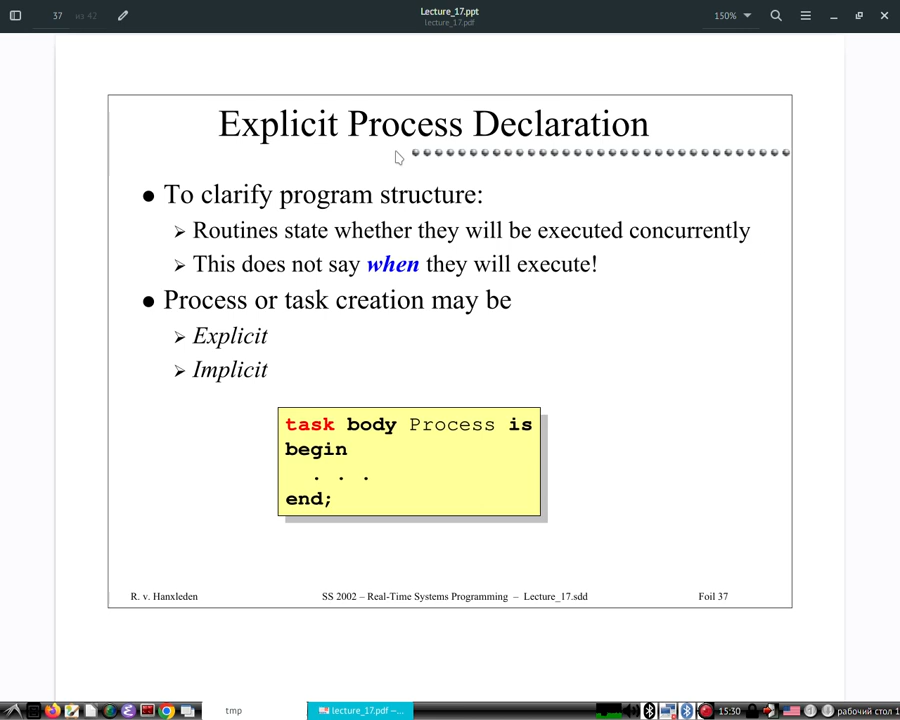 37 из 42
Lecture_17.ppt
lecture_17.pdf
150%
Explicit Process Declaration
To clarify program structure:
Routines state whether they will be executed concurrently
This does not say when they will execute!
Process or task creation may be
Explicit
Implicit
task body Process is
begin
. . .
end;
R. v. Hanxleden
SS 2002 – Real-Time Systems Programming – Lecture_17.sdd
Foil 37
tmp
lecture_17.pdf —...
15:30
рабочий стол 1